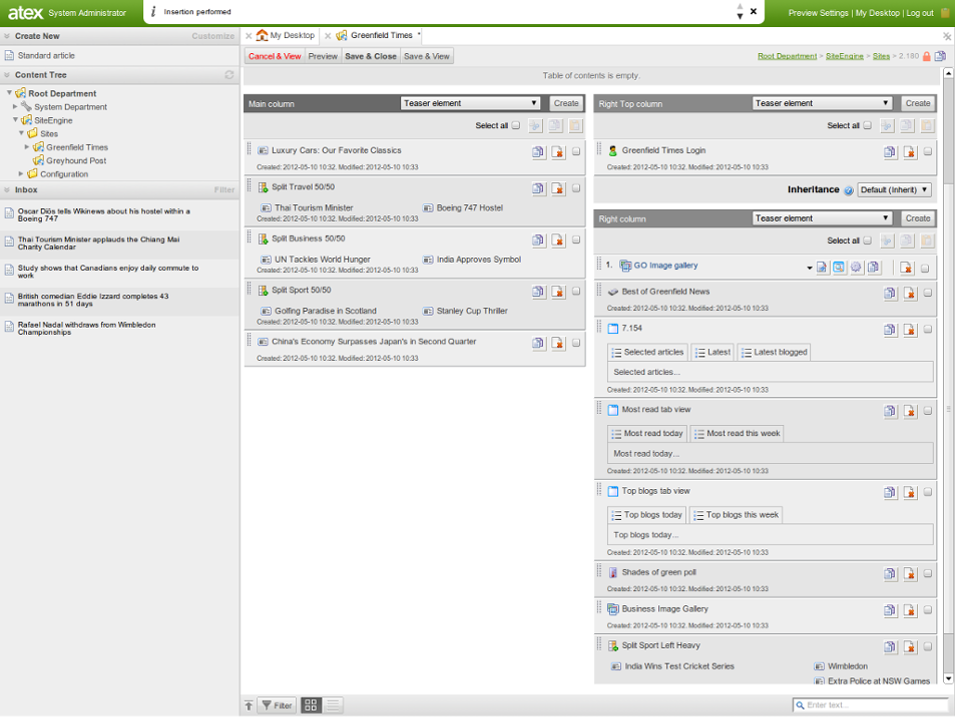 atex System Administrator
i Insertion performed
Preview Settings | My Desktop | Log out
Create New Customize
Standard article
Content Tree
Root Department
System Department
SiteEngine
Sites
Greenfield Times
Greyhound Post
Configuration
Inbox Filter
Oscar Diös tells Wikinews about his hostel within a
Boeing 747
Thai Tourism Minister applauds the Chiang Mai
Charity Calendar
Study shows that Canadians enjoy daily commute to
work
British comedian Eddie Izzard completes 43
marathons in 51 days
Rafael Nadal withdraws from Wimbledon
Championships
My Desktop Greenfield Times *
Cancel & View Preview Save & Close Save & View
Root Department > SiteEngine > Sites > 2.180
Table of contents is empty.
Main column Teaser element Create
Select all
Luxury Cars: Our Favorite Classics
Created: 2012-05-10 10:32. Modified: 2012-05-10 10:33
Split Travel 50/50
Thai Tourism Minister Boeing 747 Hostel
Created: 2012-05-10 10:32. Modified: 2012-05-10 10:33
Split Business 50/50
UN Tackles World Hunger India Approves Symbol
Created: 2012-05-10 10:32. Modified: 2012-05-10 10:33
Split Sport 50/50
Golfing Paradise in Scotland Stanley Cup Thriller
Created: 2012-05-10 10:32. Modified: 2012-05-10 10:33
China's Economy Surpasses Japan's in Second Quarter
Created: 2012-05-10 10:32. Modified: 2012-05-10 10:33
Right Top column Teaser element Create
Select all
Greenfield Times Login
Created: 2012-05-10 10:32. Modified: 2012-05-10 10:33
Inheritance Default (Inherit)
Right column Teaser element Create
Select all
1. GO Image gallery
Best of Greenfield News
Created: 2012-05-10 10:32. Modified: 2012-05-10 10:33
7.154
Selected articles Latest Latest blogged
Selected articles...
Created: 2012-05-10 10:32. Modified: 2012-05-10 10:33
Most read tab view
Most read today Most read this week
Most read today...
Created: 2012-05-10 10:32. Modified: 2012-05-10 10:33
Top blogs tab view
Top blogs today Top blogs this week
Top blogs today...
Created: 2012-05-10 10:32. Modified: 2012-05-10 10:33
Shades of green poll
Created: 2012-05-10 10:32. Modified: 2012-05-10 10:33
Business Image Gallery
Created: 2012-05-10 10:32. Modified: 2012-05-10 10:33
Split Sport Left Heavy
India Wins Test Cricket Series Wimbledon
Extra Police at NSW Games
Filter Enter text...